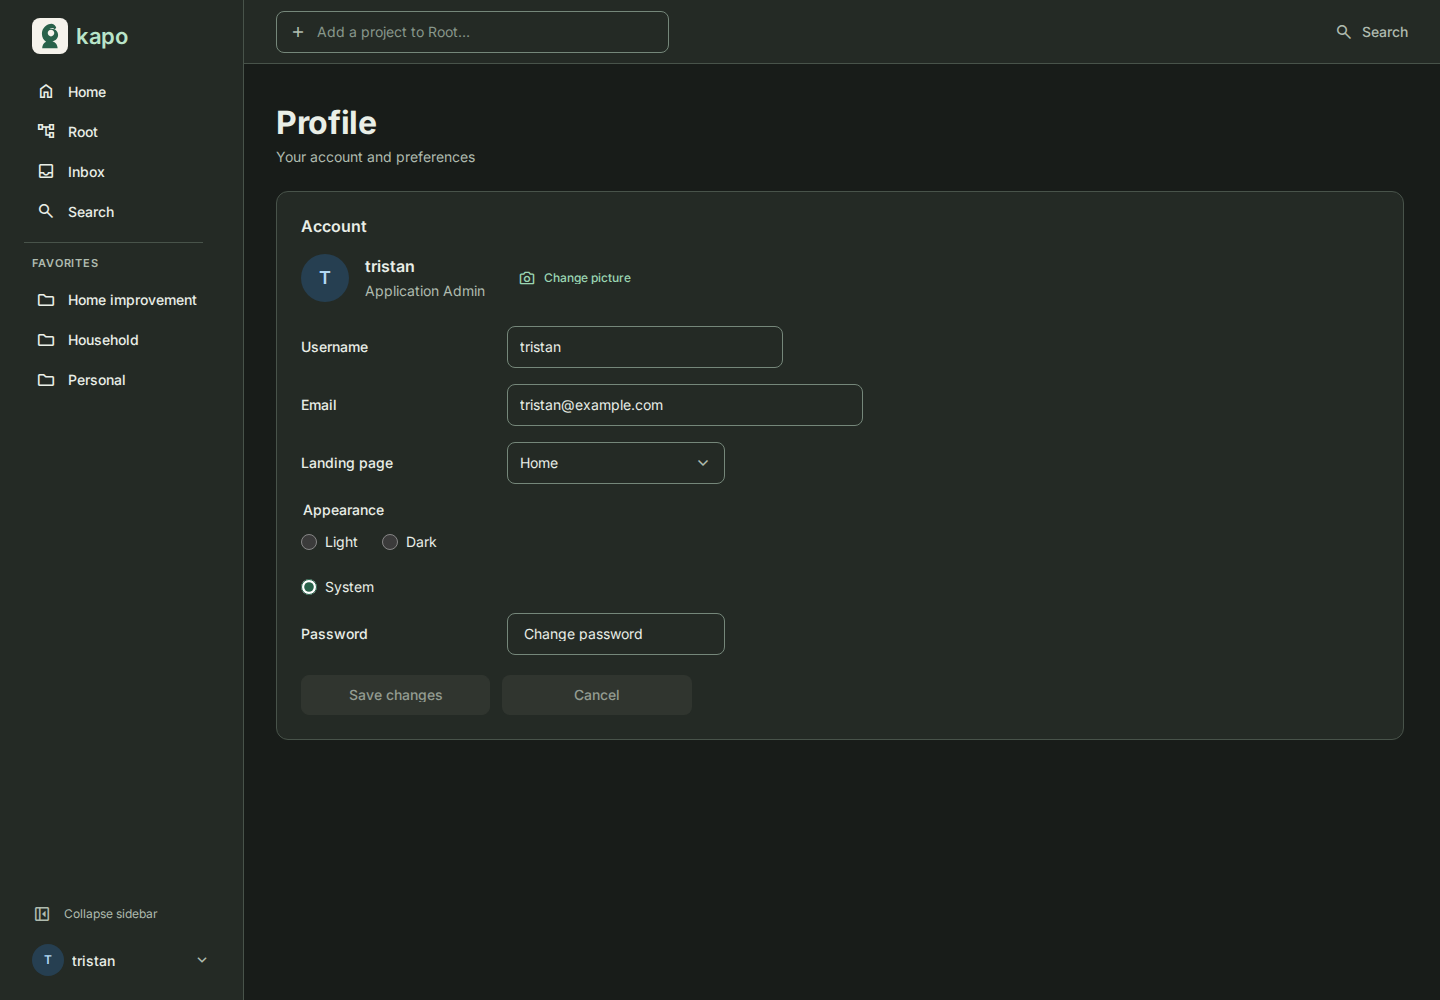 kapo
Add a project to Root...
Search
Home
Root
Inbox
Search
FAVORITES
Home improvement
Household
Personal
Profile
Your account and preferences
Account
T
tristan
Application Admin
Change picture
Username
tristan
Email
tristan@example.com
Landing page
Home
Appearance
Light
Dark
System
Password
Change password
Save changes
Cancel
Collapse sidebar
T
tristan